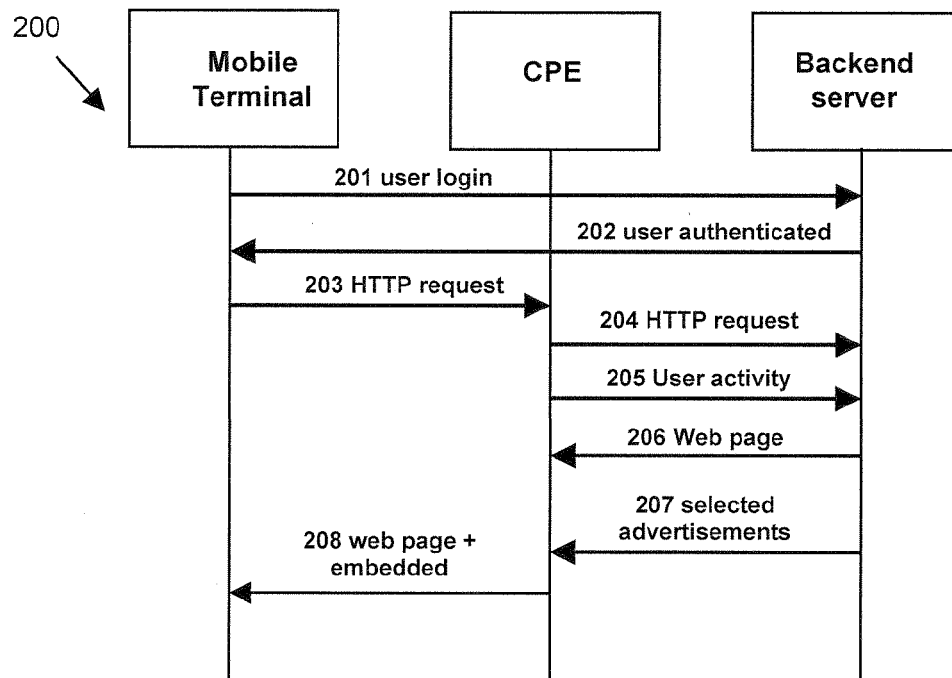 200
Mobile
Terminal
CPE
Backend
server
201 user login
202 user authenticated
203 HTTP request
204 HTTP request
205 User activity
206 Web page
207 selected
advertisements
208 web page +
embedded